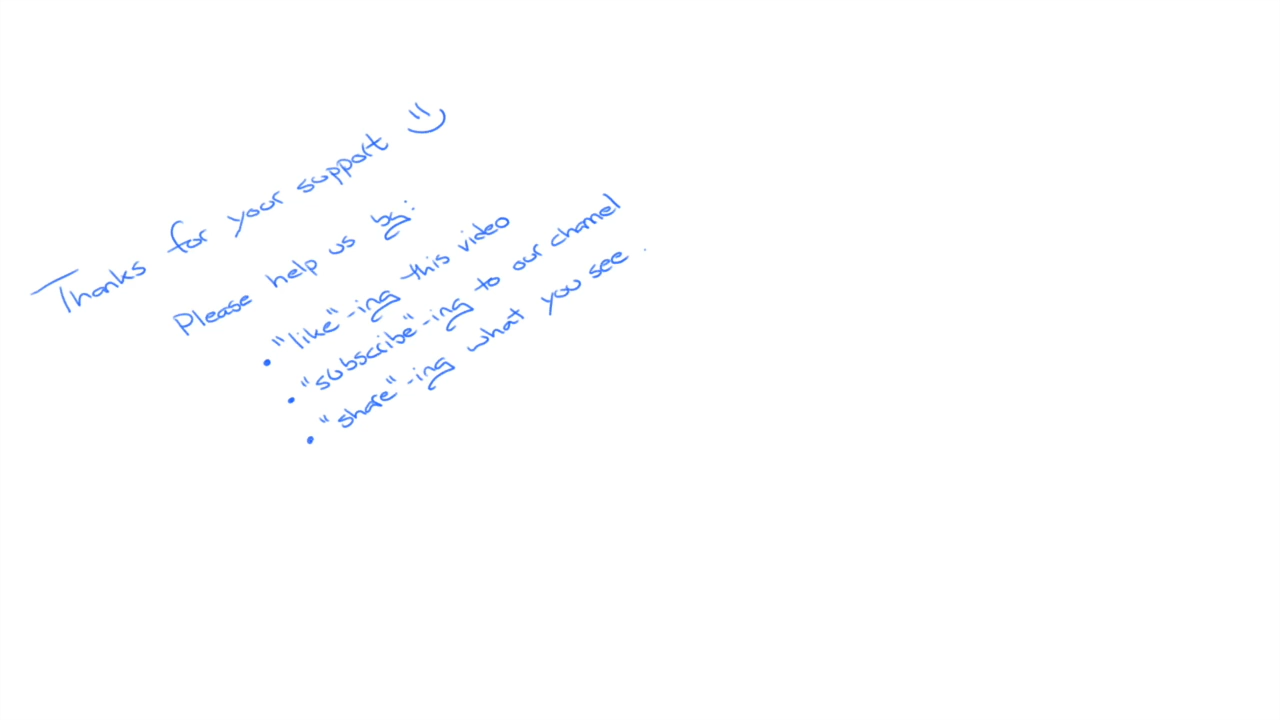 Thanks for your support :)
Please help us by:
• "like"-ing this video
• "subscribe"-ing to our channel
• "share"-ing what you see.